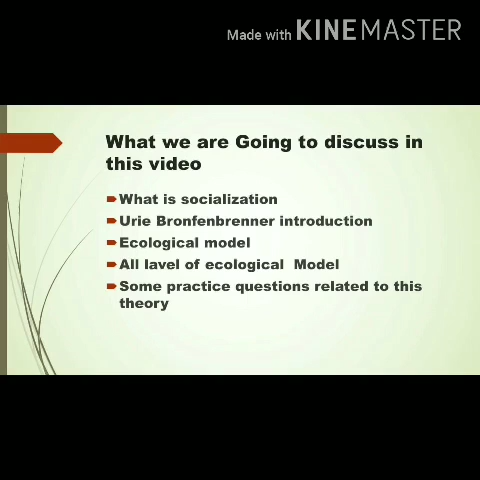 Made with KINEMASTER
What we are Going to discuss in
this video
What is socialization
Urie Bronfenbrenner introduction
Ecological model
All lavel of ecological Model
Some practice questions related to this
theory